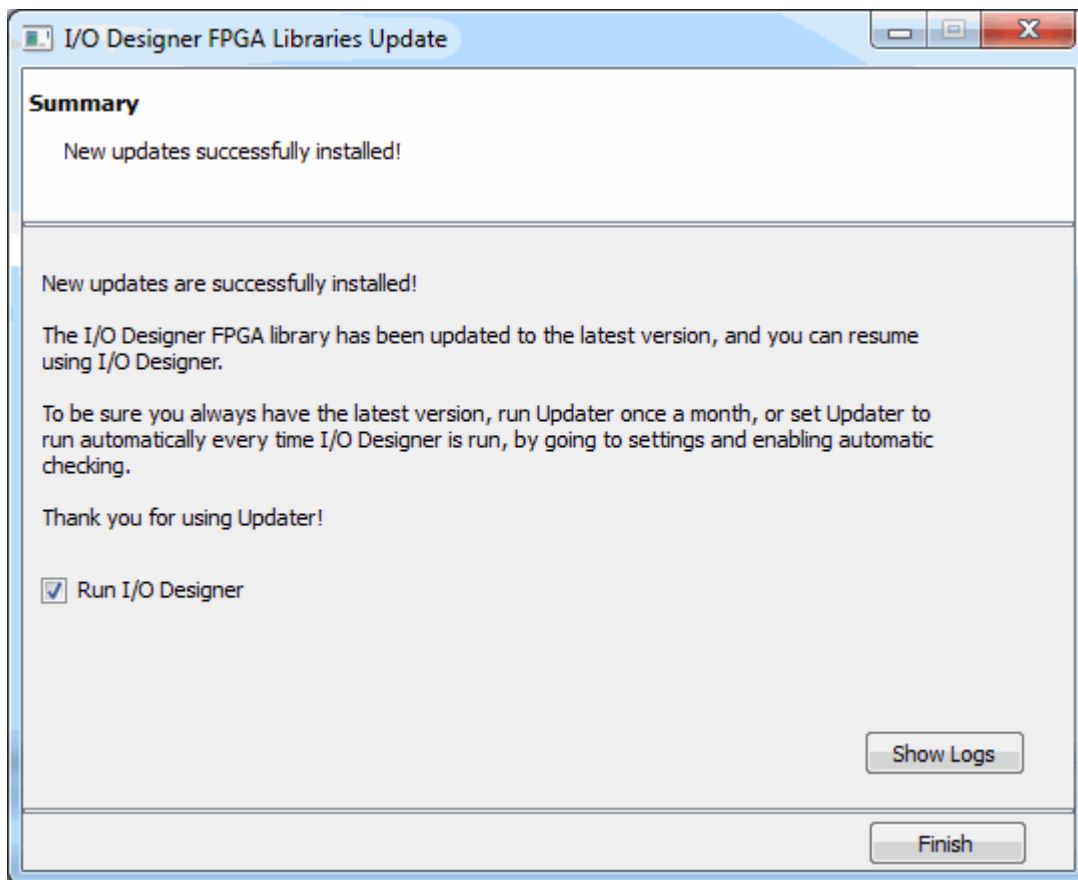 I/O Designer FPGA Libraries Update
Summary
New updates successfully installed!
New updates are successfully installed!
The I/O Designer FPGA library has been updated to the latest version, and you can resume
using I/O Designer.
To be sure you always have the latest version, run Updater once a month, or set Updater to
run automatically every time I/O Designer is run, by going to settings and enabling automatic
checking.
Thank you for using Updater!
Run I/O Designer
Show Logs
Finish